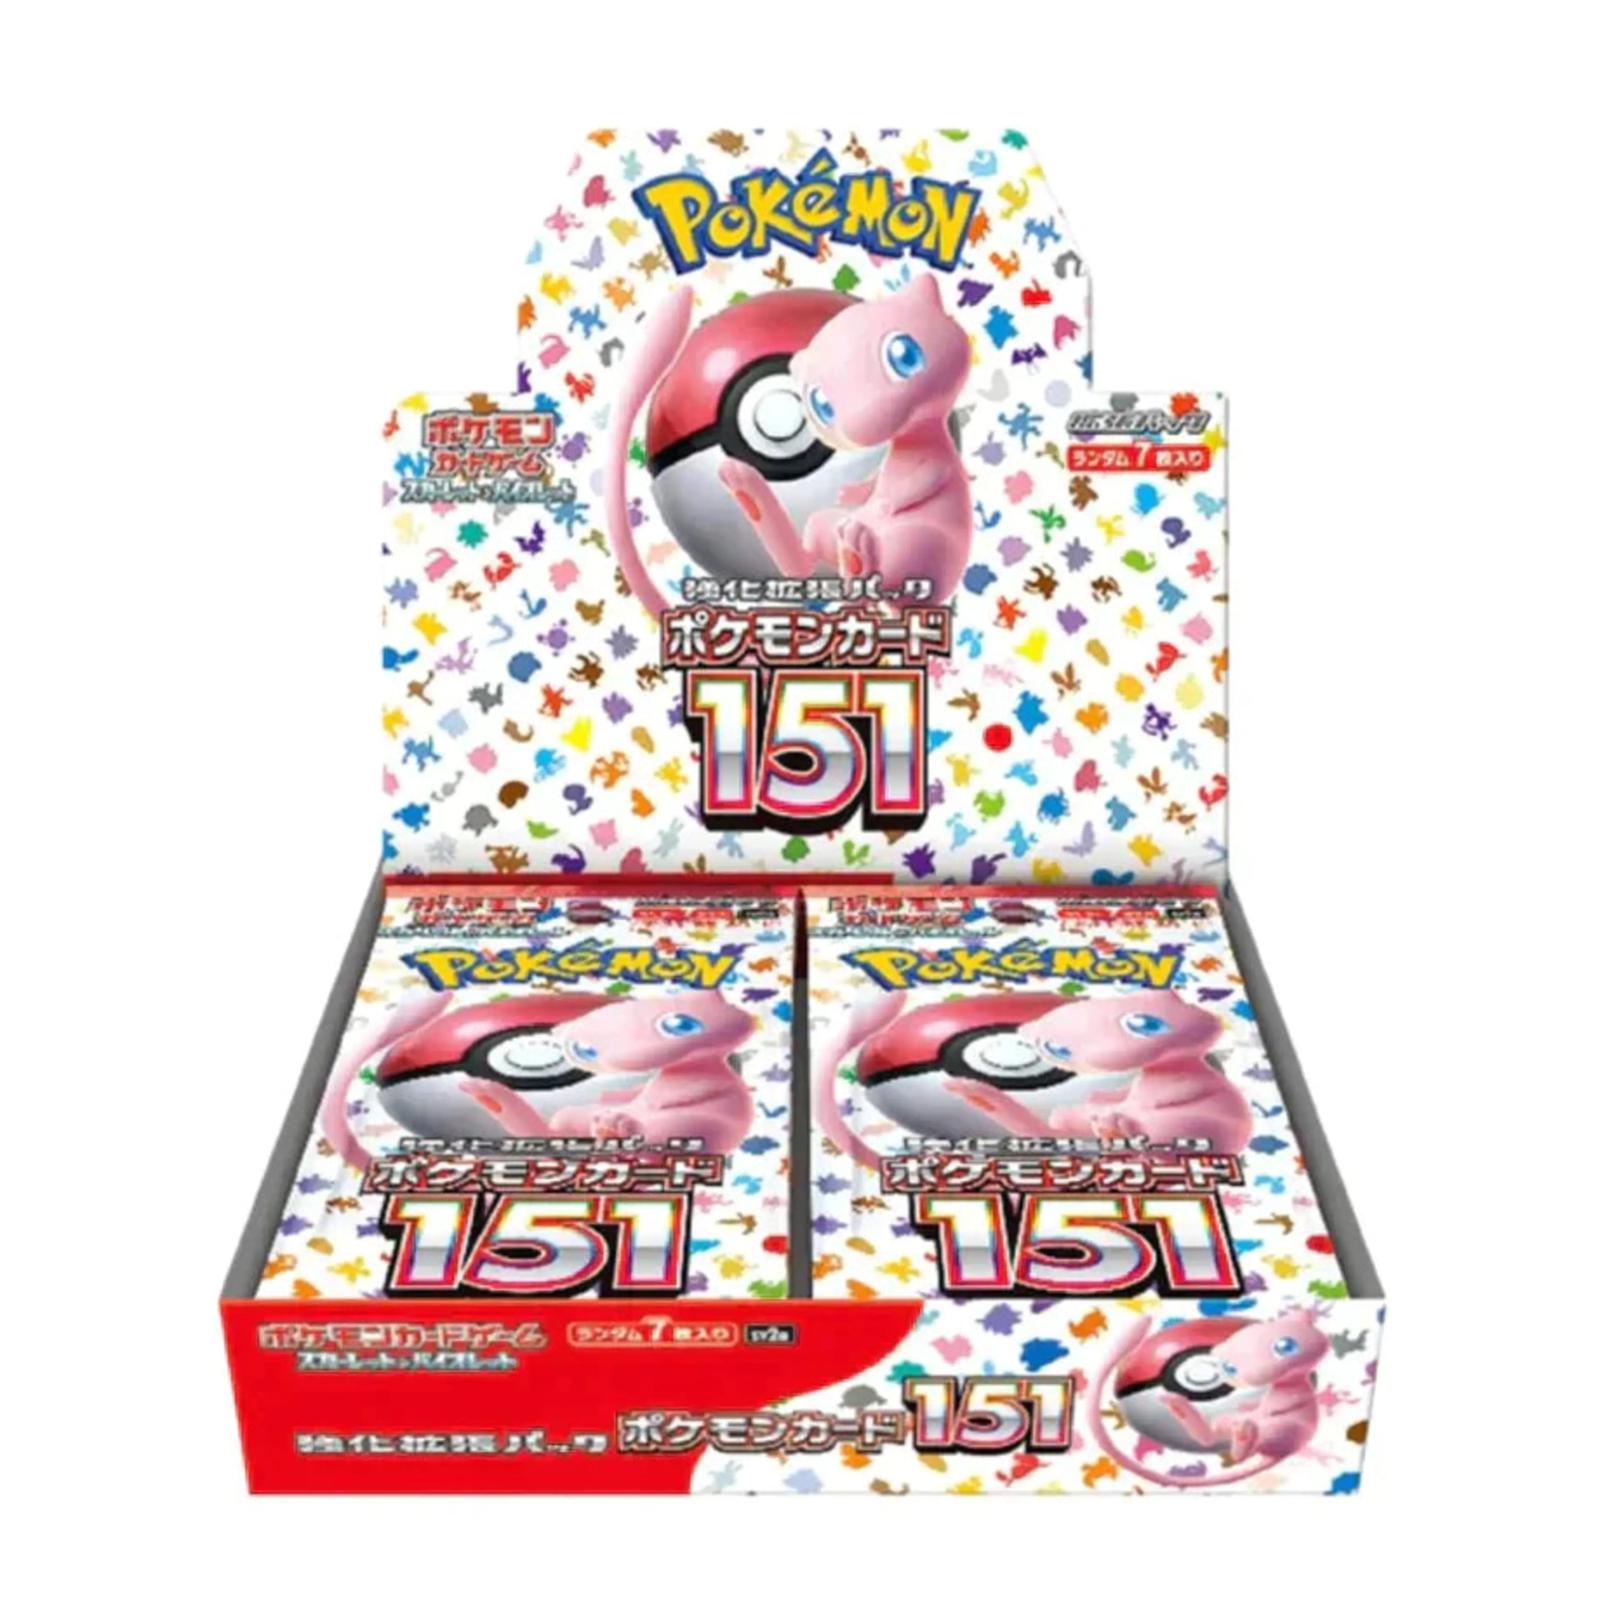 POKéMON
ポケモン
カードゲーム
スカーレット&バイオレット
ランダム7枚入り
強化拡張パック
ポケモンカード
151
POKéMON
強化拡張パック
ポケモンカード
151
POKéMON
強化拡張パック
ポケモンカード
151
ポケモンカードゲーム
スカーレット&バイオレット
ランダム7枚入り
sv2a
強化拡張パック
ポケモンカード151